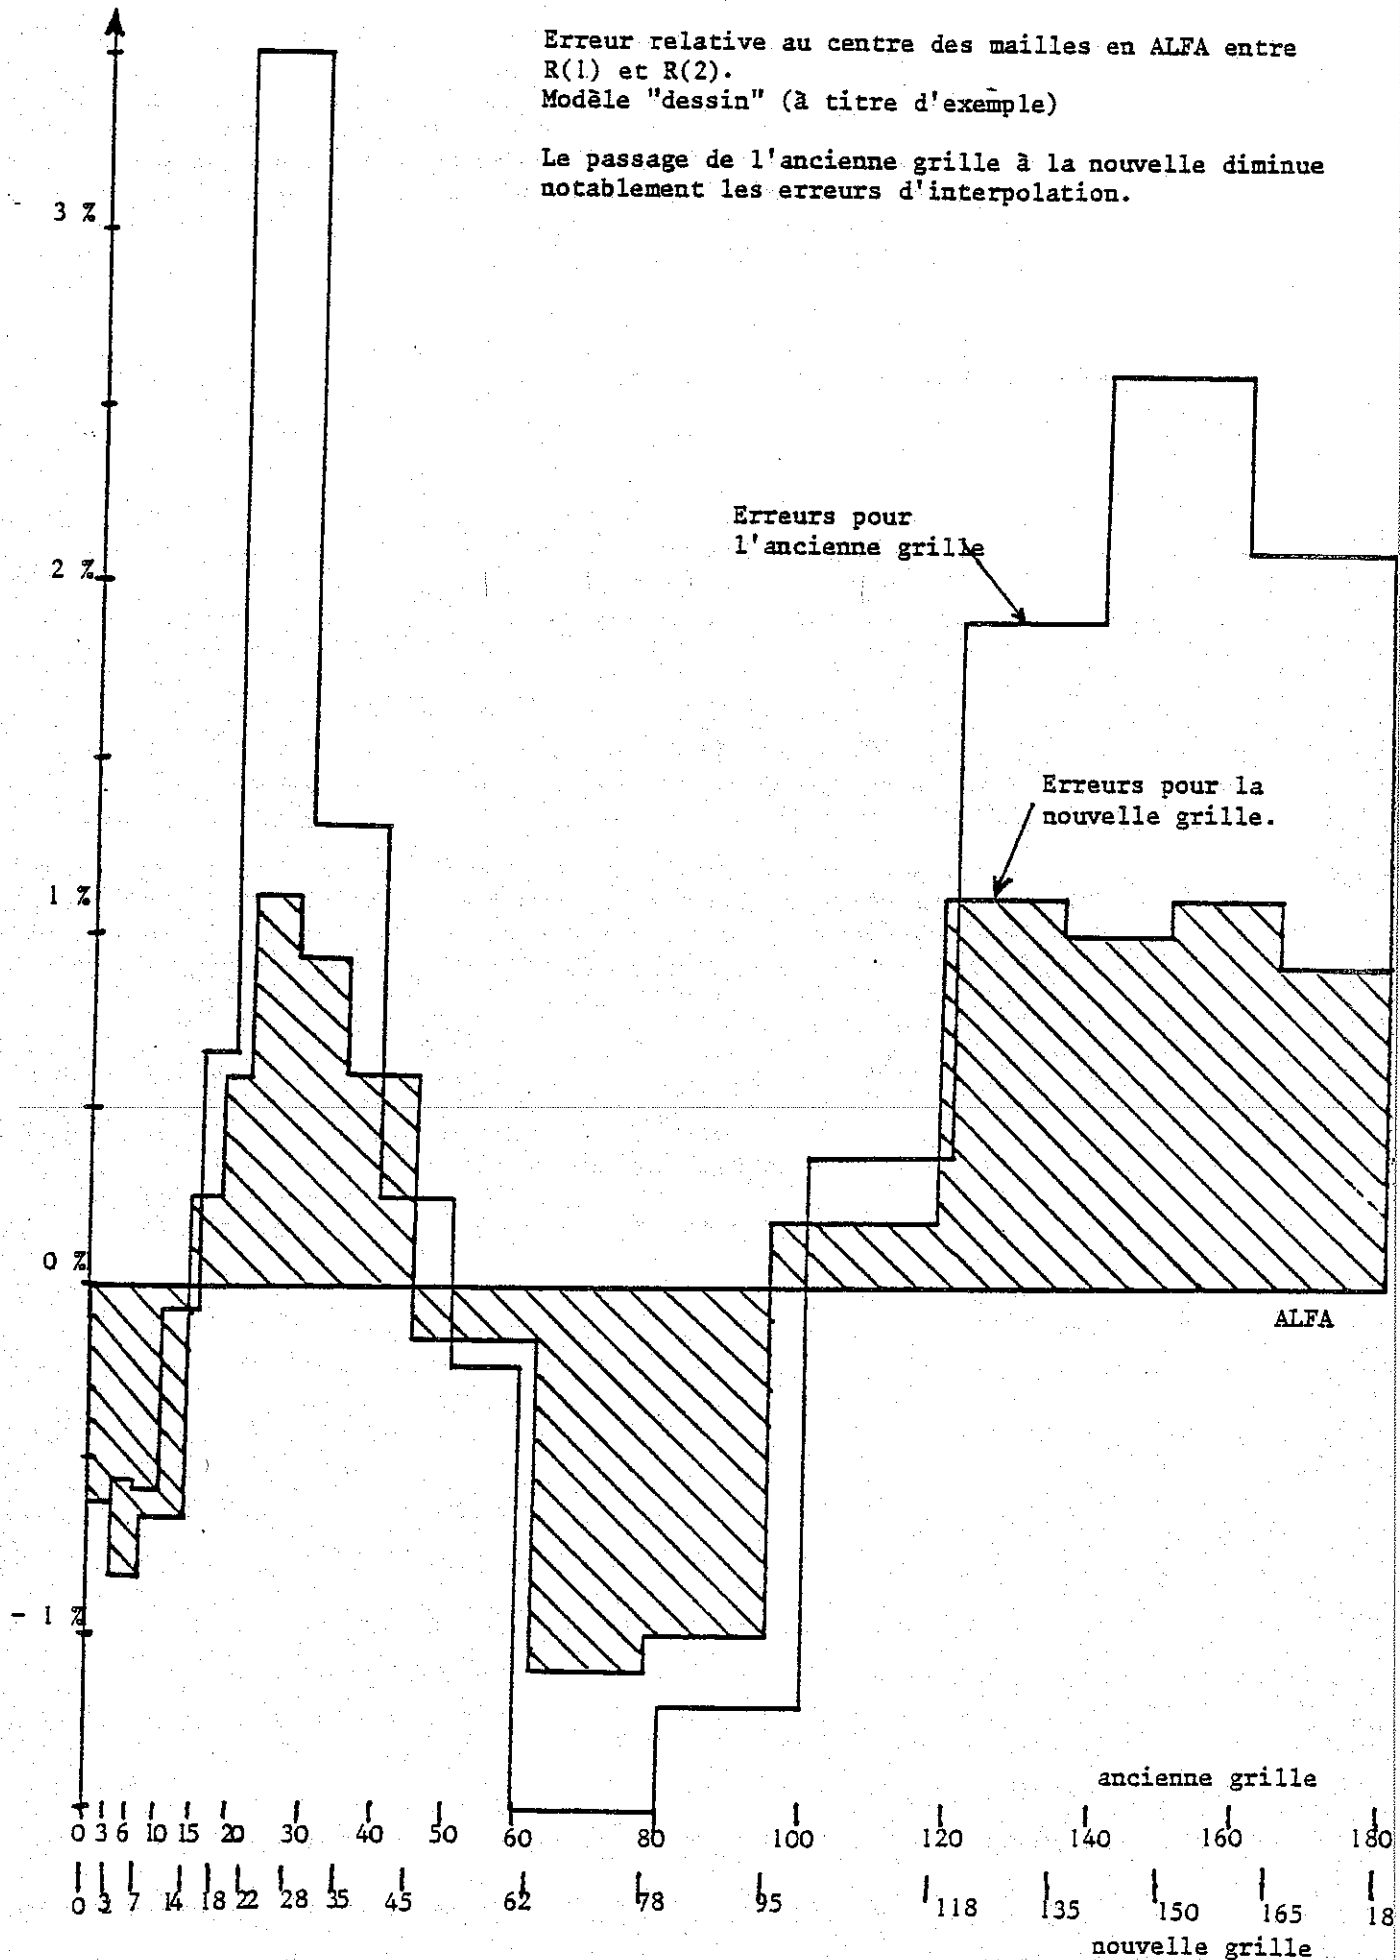 Erreur relative au centre des mailles en ALFA entre
R(1) et R(2).
Modèle "dessin" (à titre d'exemple)
Le passage de l'ancienne grille à la nouvelle diminue
notablement les erreurs d'interpolation.
3 %
Erreurs pour
l'ancienne grille
2 %
Erreurs pour la
nouvelle grille.
1 %
0 %
ALFA
- 1 %
ancienne grille
0 3 6 10 15 20 30 40 50 60 80 100 120 140 160 180
0 3 7 14 18 22 28 35 45 62 78 95 118 135 150 165 18
nouvelle grille